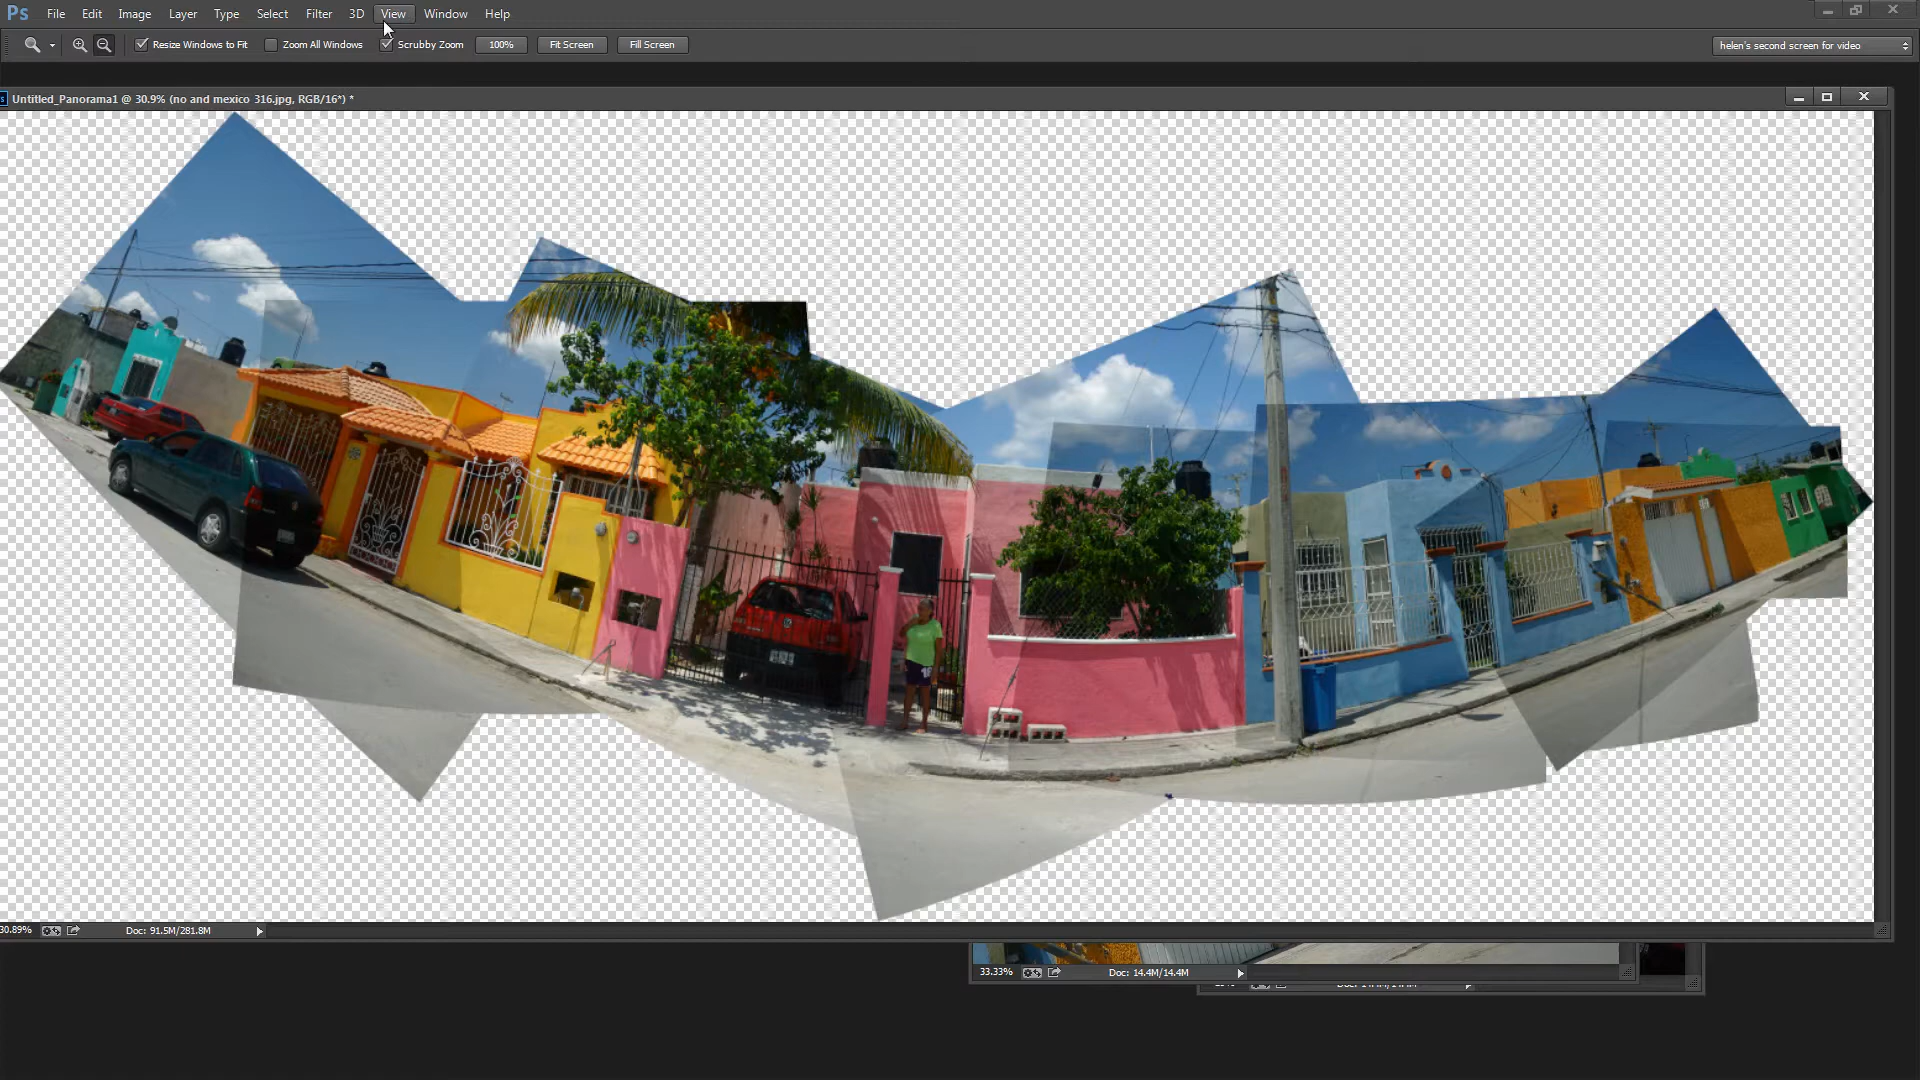 Ps File Edit Image Layer Type Select Filter 3D View Window Help
Resize Windows to Fit Zoom All Windows Scrubby Zoom 100% Fit Screen Fill Screen helen's second screen for video
Untitled_Panorama1 @ 30.9% (no and mexico 316.jpg, RGB/16*) *
30.89% Doc: 91.5M/281.8M
33.33% Doc: 14.4M/14.4M